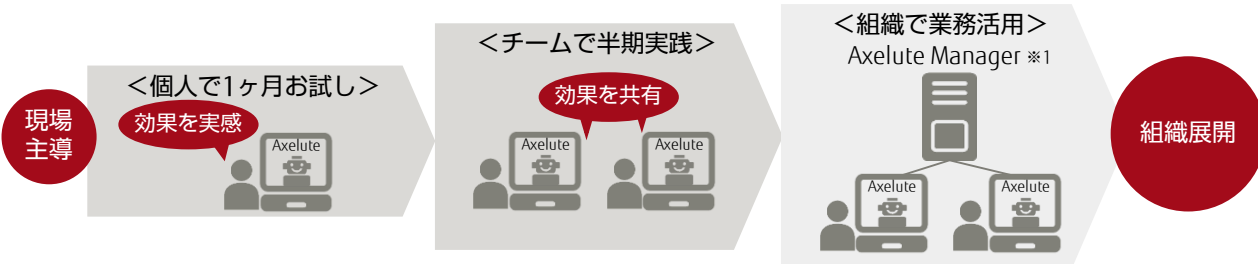 現場
主導
＜個人で1ヶ月お試し＞
効果を実感
Axelute
＜チームで半期実践＞
効果を共有
Axelute
Axelute
＜組織で業務活用＞
Axelute Manager ※1
Axelute
Axelute
組織展開